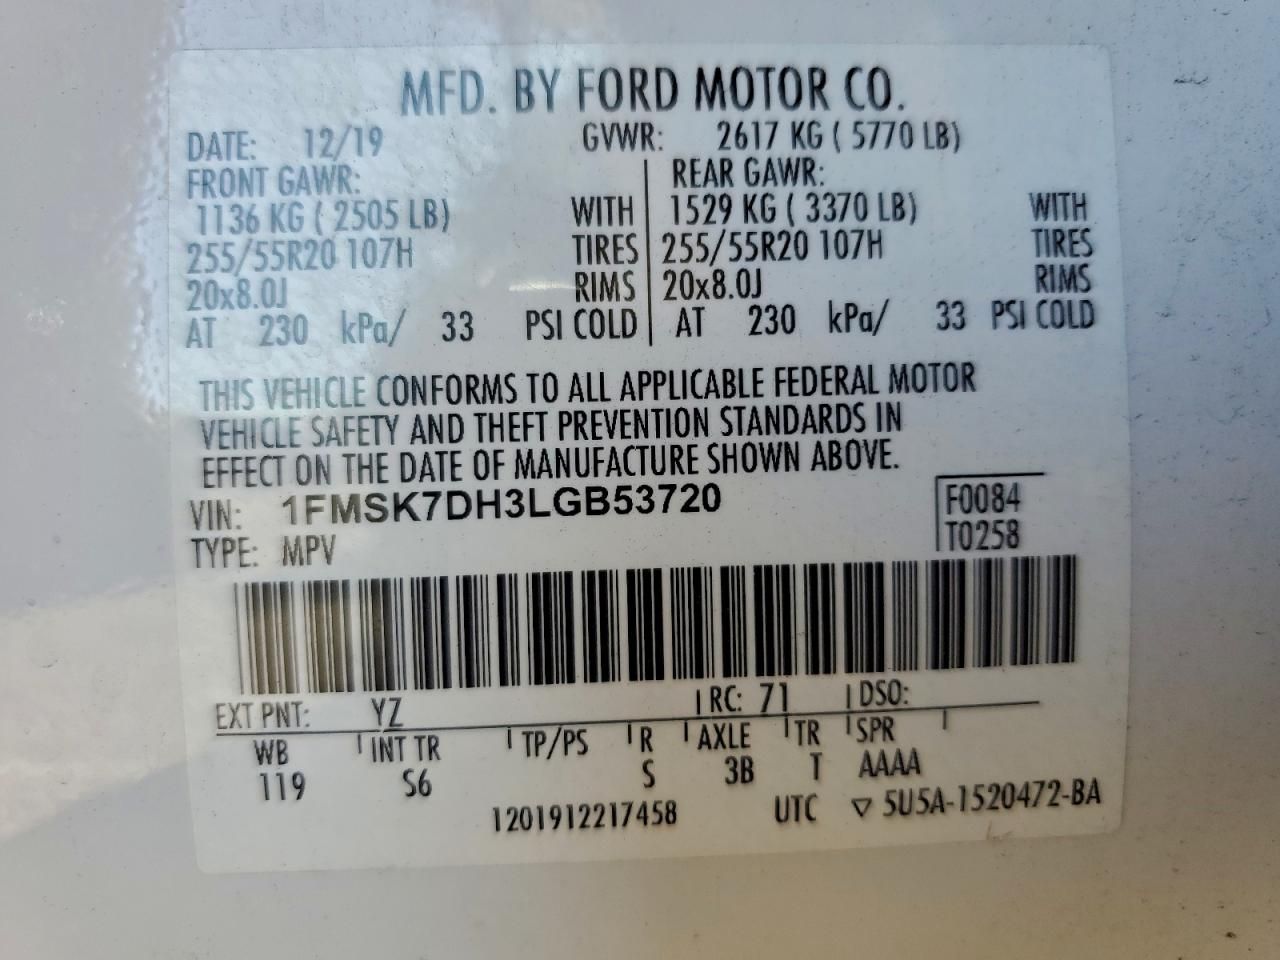 MFD. BY FORD MOTOR CO.
DATE: 12/19 GVWR: 2617 KG ( 5770 LB)
FRONT GAWR: REAR GAWR:
1136 KG ( 2505 LB) WITH 1529 KG ( 3370 LB) WITH
255/55R20 107H TIRES 255/55R20 107H TIRES
20x8.0J RIMS 20x8.0J RIMS
AT 230 kPa/ 33 PSI COLD AT 230 kPa/ 33 PSI COLD
THIS VEHICLE CONFORMS TO ALL APPLICABLE FEDERAL MOTOR
VEHICLE SAFETY AND THEFT PREVENTION STANDARDS IN
EFFECT ON THE DATE OF MANUFACTURE SHOWN ABOVE.
VIN: 1FMSK7DH3LGB53720 F0084
TYPE: MPV T0258
EXT PNT: YZ RC: 71 DSO:
WB INT TR TP/PS R AXLE TR SPR
119 S6 S 3B T AAAA
1201912217458 UTC ▽ 5U5A-1520472-BA